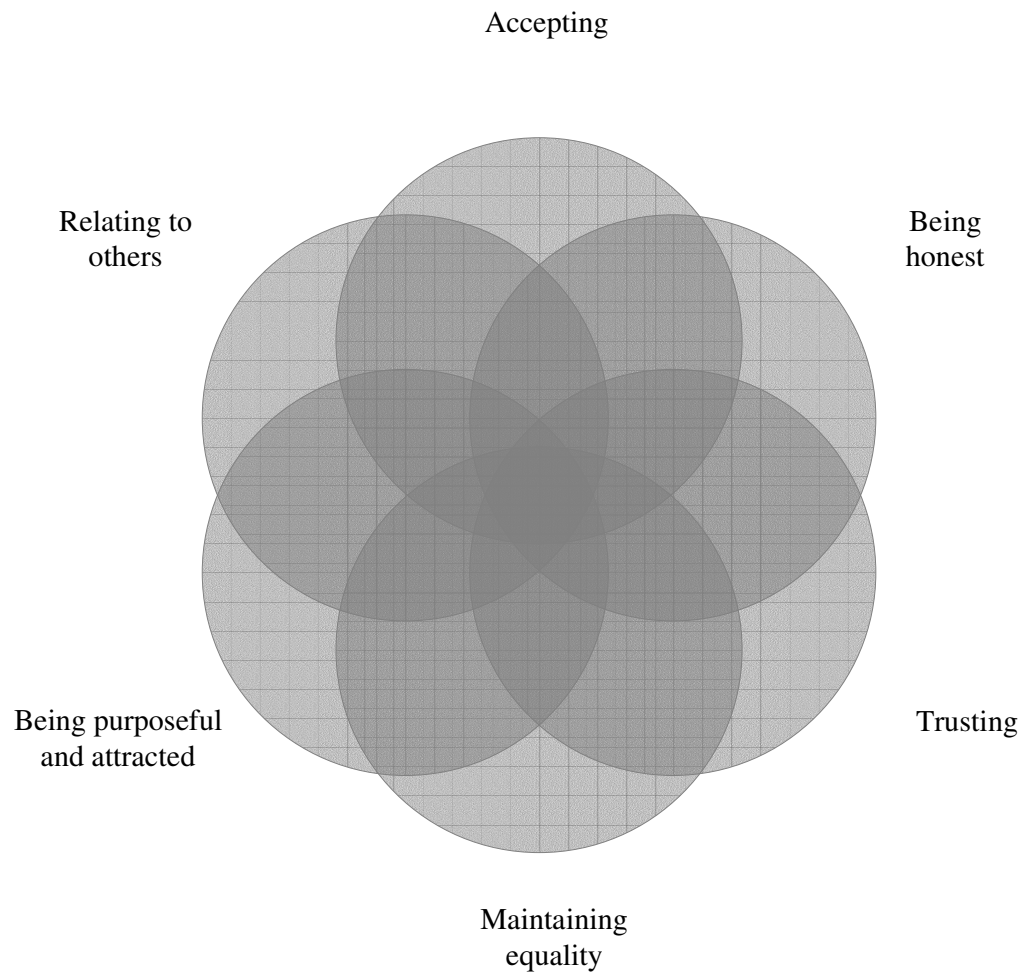 Accepting
Relating to
others
Being
honest
Being purposeful
and attracted
Trusting
Maintaining
equality